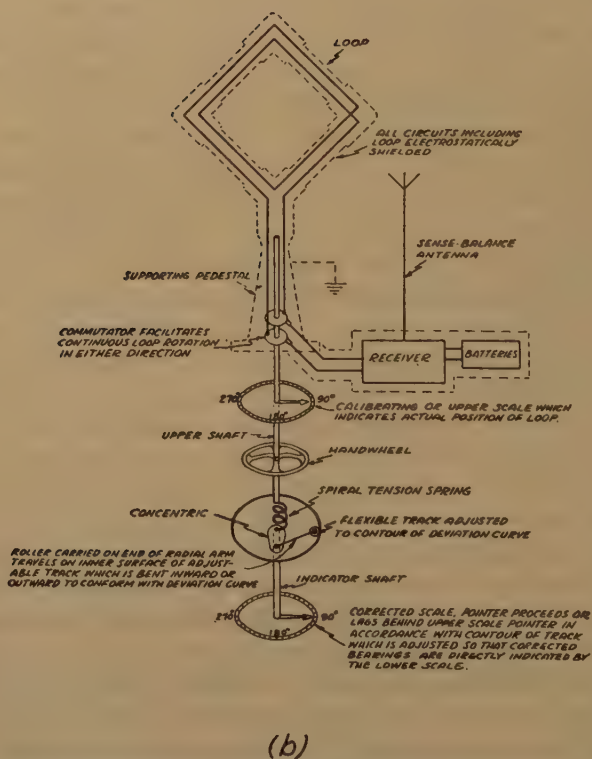 LOOP
ALL CIRCUITS INCLUDING
LOOP ELECTROSTATICALLY
SHIELDED
SENSE-BALANCE
ANTENNA
SUPPORTING PEDESTAL
COMMUTATOR FACILITATES
CONTINUOUS LOOP ROTATION
IN EITHER DIRECTION
RECEIVER
BATTERIES
270°
90°
180°
CALIBRATING OR UPPER SCALE WHICH
INDICATES ACTUAL POSITION OF LOOP.
UPPER SHAFT
HANDWHEEL
SPIRAL TENSION SPRING
CONCENTRIC
FLEXIBLE TRACK ADJUSTED
TO CONTOUR OF DEVIATION CURVE
ROLLER CARRIED ON END OF RADIAL ARM
TRAVELS ON INNER SURFACE OF ADJUST-
ABLE TRACK WHICH IS BENT INWARD OR
OUTWARD TO CONFORM WITH DEVIATION CURVE
INDICATOR SHAFT
270°
90°
180°
CORRECTED SCALE, POINTER PROCEEDS OR
LAGS BEHIND UPPER SCALE POINTER IN
ACCORDANCE WITH CONTOUR OF TRACK
WHICH IS ADJUSTED SO THAT CORRECTED
BEARINGS ARE DIRECTLY INDICATED BY
THE LOWER SCALE.
(b)